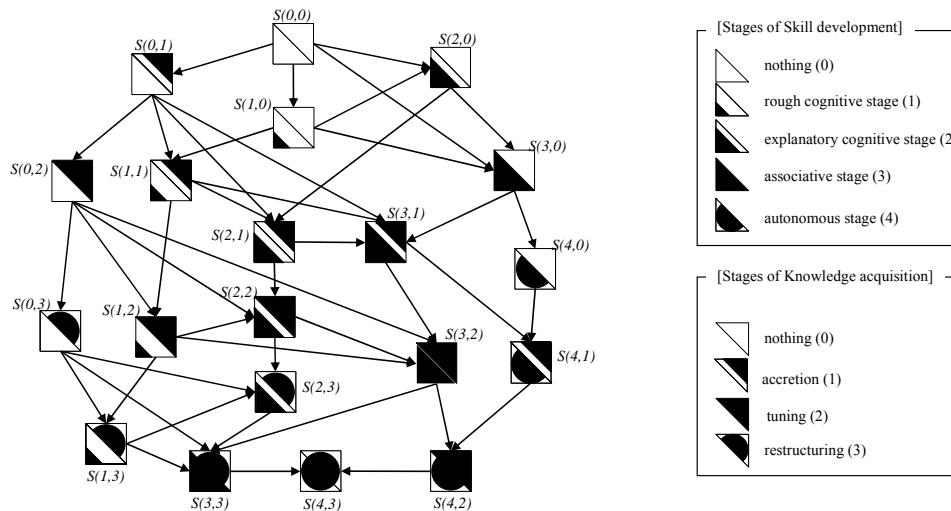 S(0,0)
S(0,1)
S(2,0)
S(1,0)
S(3,0)
S(0,2)
S(1,1)
S(3,1)
S(2,1)
S(4,0)
S(2,2)
S(0,3)
S(1,2)
S(3,2)
S(4,1)
S(2,3)
S(1,3)
S(3,3)
S(4,3)
S(4,2)
[Stages of Skill development]
nothing (0)
rough cognitive stage (1)
explanatory cognitive stage (2
associative stage (3)
autonomous stage (4)
[Stages of Knowledge acquisition]
nothing (0)
accretion (1)
tuning (2)
restructuring (3)